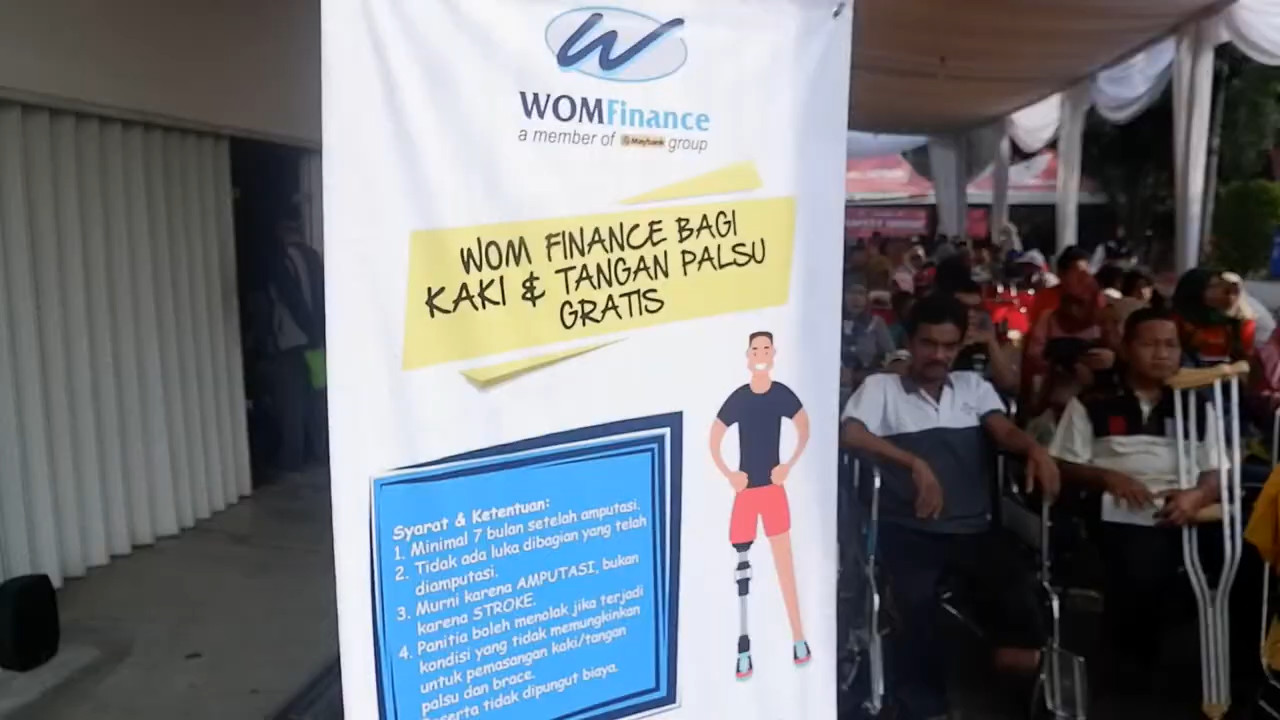 W
WOMFinance
a member of Maybank group
WOM FINANCE BAGI
KAKI & TANGAN PALSU
GRATIS
Syarat & Ketentuan:
1. Minimal 7 bulan setelah amputasi.
2. Tidak ada luka dibagian yang telah
diamputasi.
3. Murni karena AMPUTASI, bukan
karena STROKE.
4. Panitia boleh menolak jika terjadi
kondisi yang tidak memungkinkan
untuk pemasangan kaki/tangan
palsu dan brace.
Peserta tidak dipungut biaya.